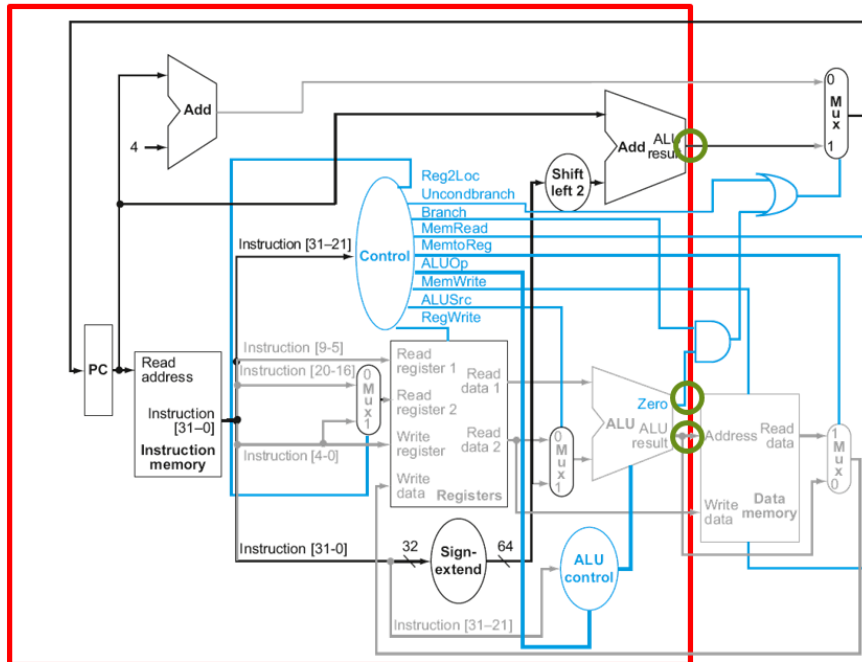 Add
4
0
M
u
x
1
ALU
Add result
Shift
left 2
Reg2Loc
Uncondbranch
Branch
MemRead
MemtoReg
ALUOp
MemWrite
ALUSrc
RegWrite
Control
Instruction [31–21]
PC
Read
address
Instruction
[31–0]
Instruction
memory
Instruction [9-5]
Instruction [20-16]
Instruction [4-0]
0
M
u
x
1
Read
register 1
Read
register 2
Write
register
Write
data
Read
data 1
Read
data 2
Registers
0
M
u
x
1
Zero
ALU ALU
result
Address
Read
data
Write
data
Data
memory
1
M
u
x
0
Instruction [31-0]
32
Sign-
extend
64
ALU
control
Instruction [31–21]